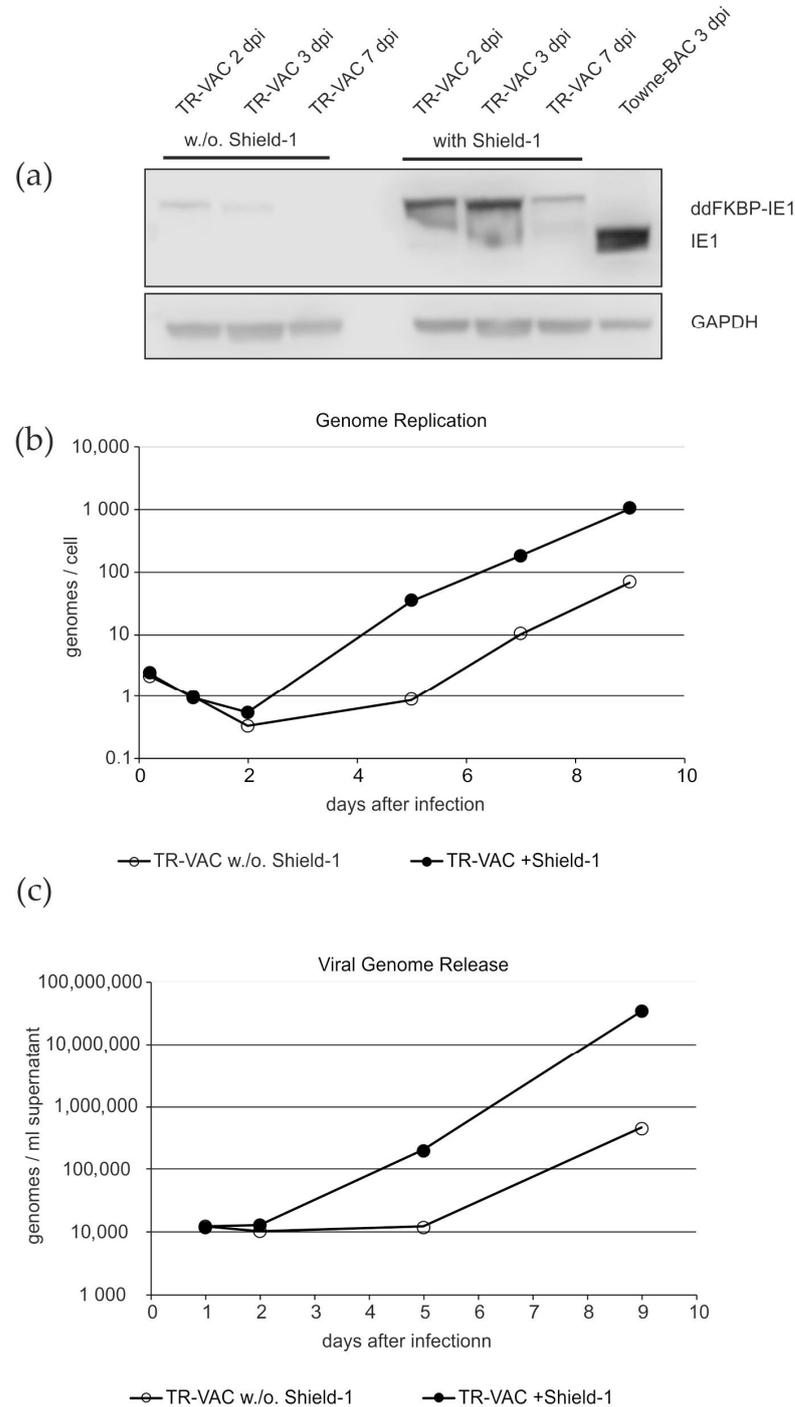 TR-VAC 2 dpi TR-VAC 3 dpi TR-VAC 7 dpi TR-VAC 2 dpi TR-VAC 3 dpi TR-VAC 7 dpi Towne-BAC 3 dpi
w./o. Shield-1 with Shield-1
(a)
ddFKBP-IE1
IE1
GAPDH
(b)
Genome Replication
10,000
1 000
100
10
1
0.1
genomes / cell
0 2 4 6 8 10
days after infection
TR-VAC w./o. Shield-1 TR-VAC +Shield-1
(c)
Viral Genome Release
100,000,000
10,000,000
1,000,000
100,000
10,000
1 000
genomes / ml supernatant
0 1 2 3 4 5 6 7 8 9 10
days after infectionn
TR-VAC w./o. Shield-1 TR-VAC +Shield-1